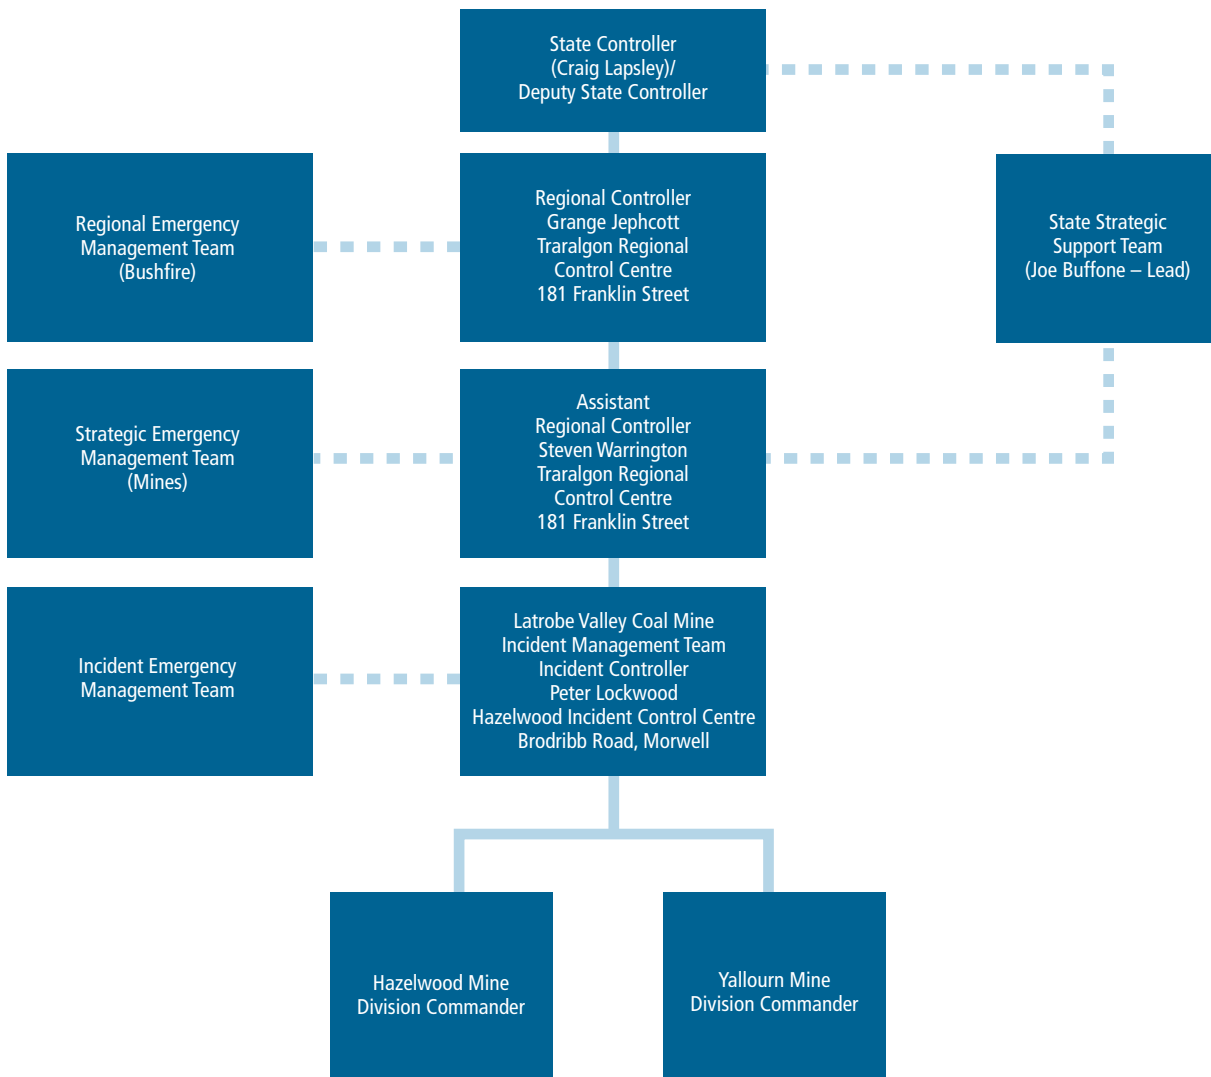 State Controller
(Craig Lapsley)/
Deputy State Controller
Regional Emergency
Management Team
(Bushfire)
Regional Controller
Grange Jephcott
Traralgon Regional
Control Centre
181 Franklin Street
State Strategic
Support Team
(Joe Buffone – Lead)
Strategic Emergency
Management Team
(Mines)
Assistant
Regional Controller
Steven Warrington
Traralgon Regional
Control Centre
181 Franklin Street
Incident Emergency
Management Team
Latrobe Valley Coal Mine
Incident Management Team
Incident Controller
Peter Lockwood
Hazelwood Incident Control Centre
Brodribb Road, Morwell
Hazelwood Mine
Division Commander
Yallourn Mine
Division Commander